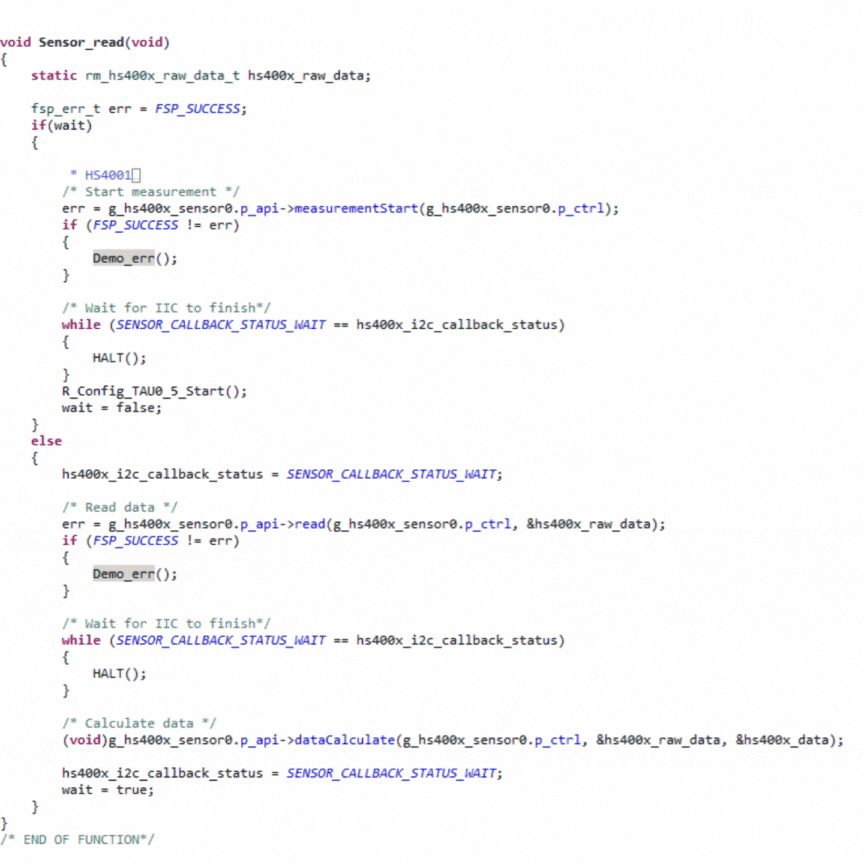 void Sensor_read(void)
{
    static rm_hs400x_raw_data_t hs400x_raw_data;
    fsp_err_t err = FSP_SUCCESS;
    if(wait)
    {
         * HS4001
        /* Start measurement */
        err = g_hs400x_sensor0.p_api->measurementStart(g_hs400x_sensor0.p_ctrl);
        if (FSP_SUCCESS != err)
        {
            Demo_err();
        }
        /* Wait for IIC to finish*/
        while (SENSOR_CALLBACK_STATUS_WAIT == hs400x_i2c_callback_status)
        {
            HALT();
        }
        R_Config_TAU0_5_Start();
        wait = false;
    }
    else
    {
        hs400x_i2c_callback_status = SENSOR_CALLBACK_STATUS_WAIT;
        /* Read data */
        err = g_hs400x_sensor0.p_api->read(g_hs400x_sensor0.p_ctrl, &hs400x_raw_data);
        if (FSP_SUCCESS != err)
        {
            Demo_err();
        }
        /* Wait for IIC to finish*/
        while (SENSOR_CALLBACK_STATUS_WAIT == hs400x_i2c_callback_status)
        {
            HALT();
        }
        /* Calculate data */
        (void)g_hs400x_sensor0.p_api->dataCalculate(g_hs400x_sensor0.p_ctrl, &hs400x_raw_data, &hs400x_data);
        hs400x_i2c_callback_status = SENSOR_CALLBACK_STATUS_WAIT;
        wait = true;
    }
}
/* END OF FUNCTION*/